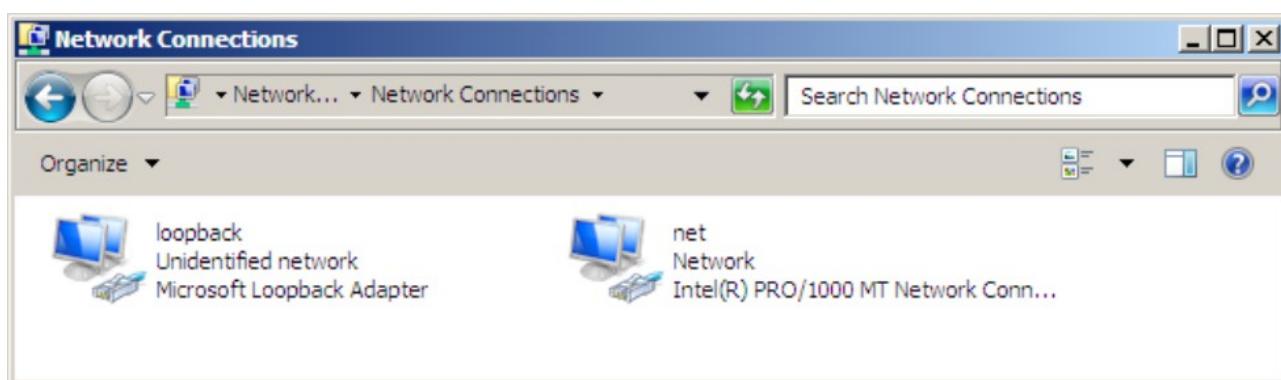 Network Connections
Network... Network Connections
Search Network Connections
Organize
loopback
Unidentified network
Microsoft Loopback Adapter
net
Network
Intel(R) PRO/1000 MT Network Conn...